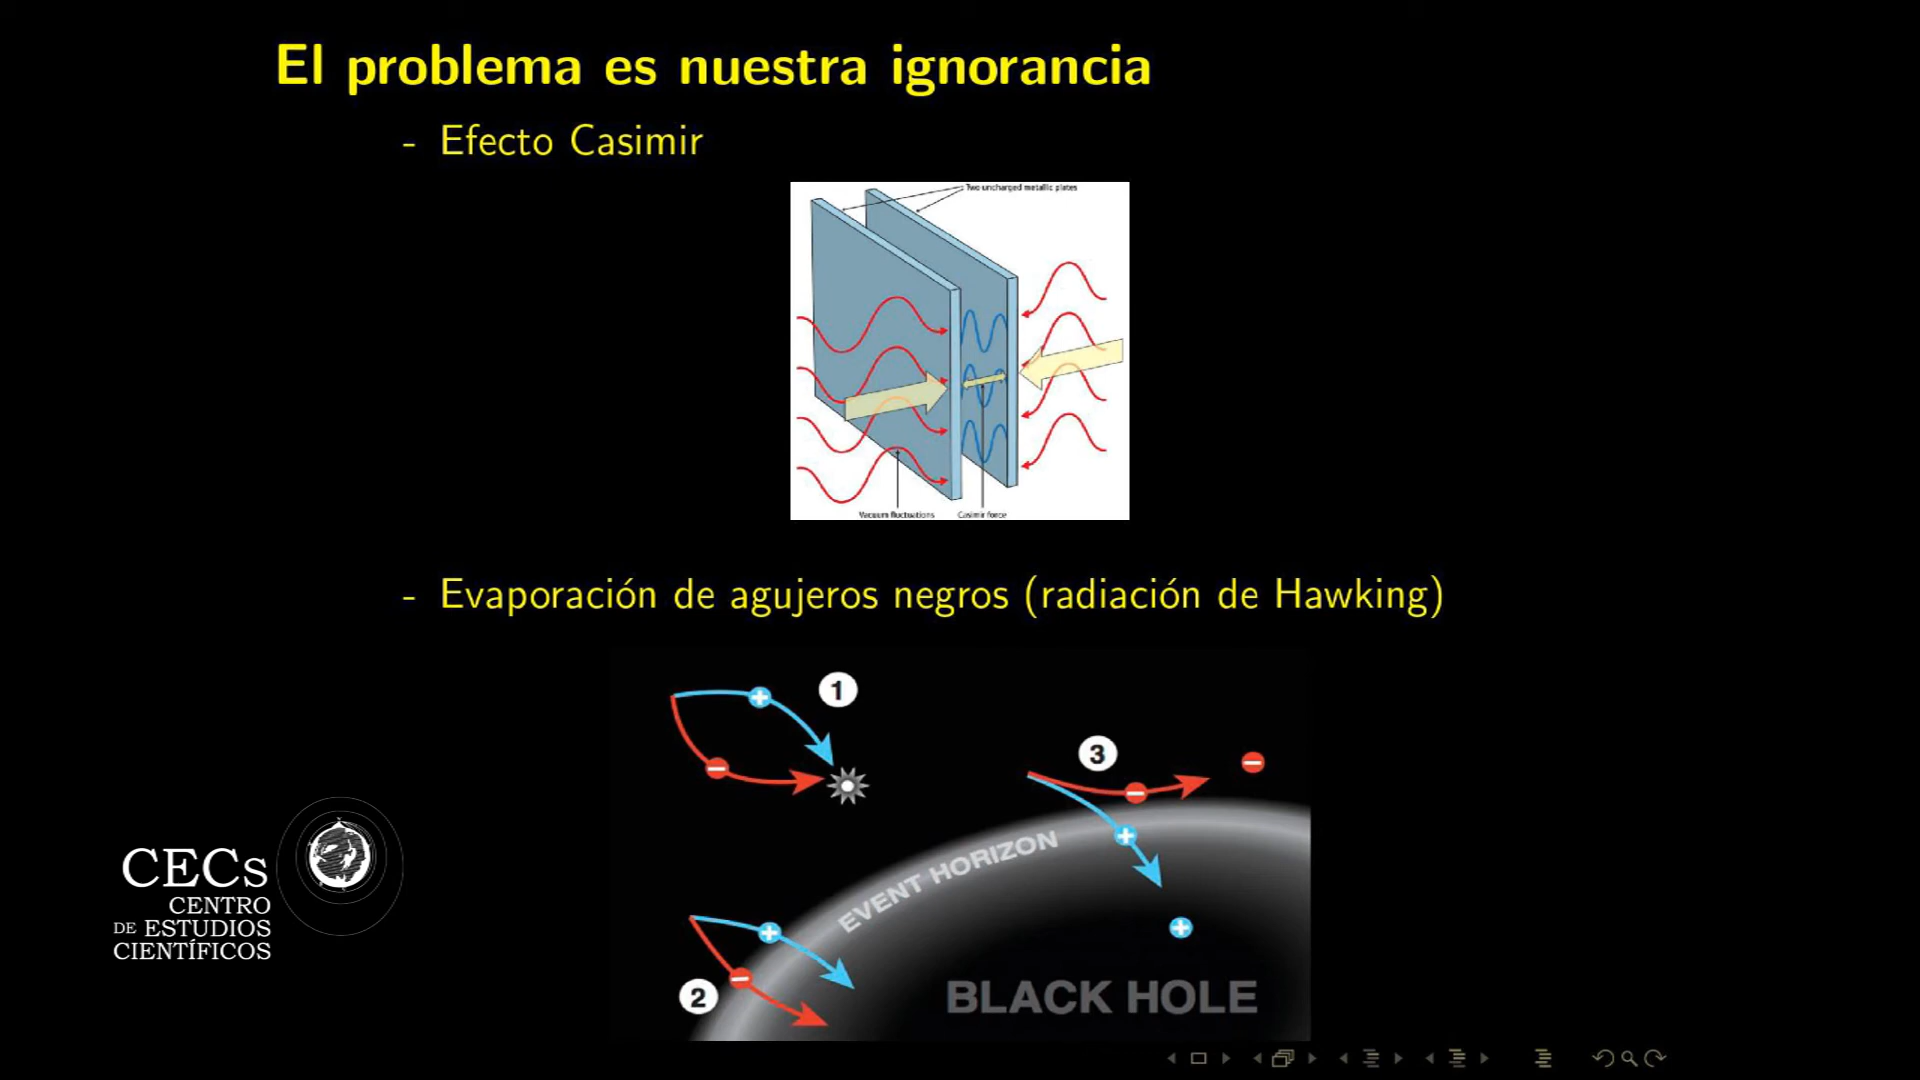 El problema es nuestra ignorancia
- Efecto Casimir
Two uncharged metallic plates
Vacuum fluctuations
Casimir force
- Evaporación de agujeros negros (radiación de Hawking)
1
3
EVENT HORIZON
2
BLACK HOLE
CECs
CENTRO
DE ESTUDIOS
CIENTÍFICOS